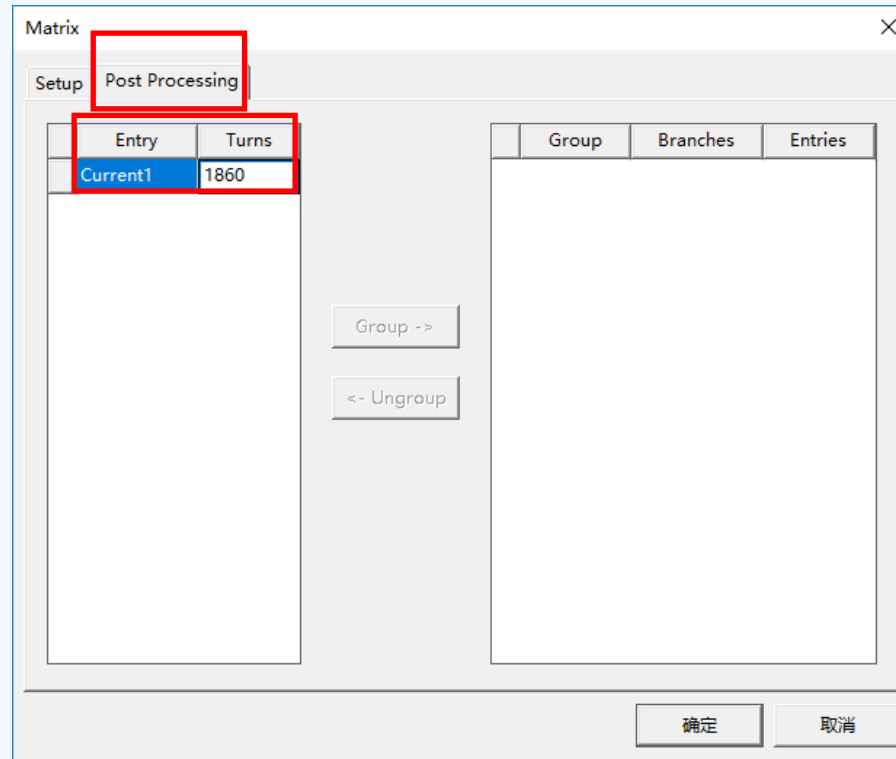 Matrix
Setup Post Processing
Entry Turns
Current1 1860
Group Branches Entries
Group ->
<- Ungroup
确定 取消